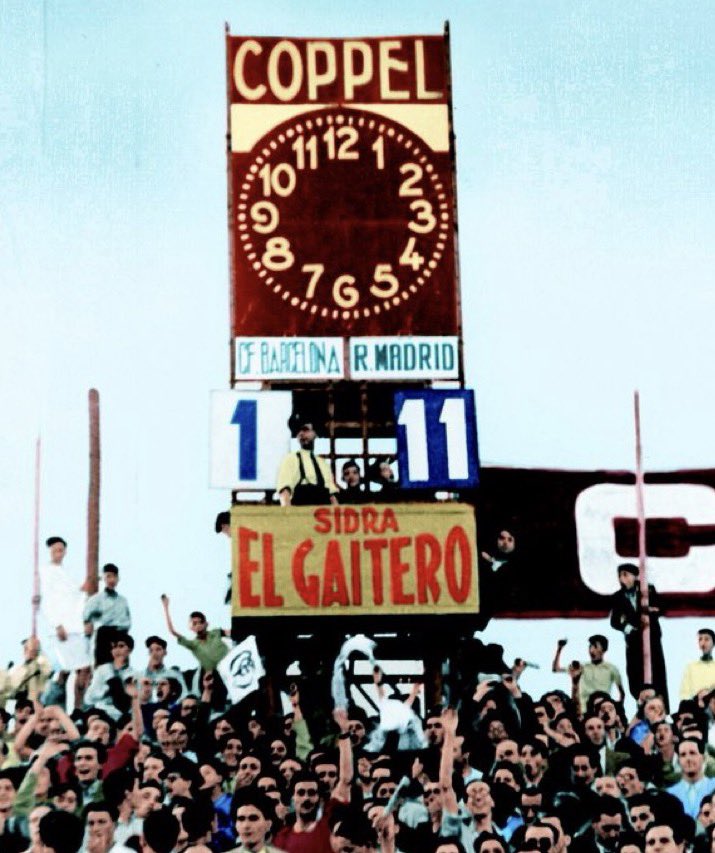 COPPEL
11 12 1
10 2
9 3
8 4
7 6 5
CF. BARCELONA R. MADRID
1 11
SIDRA
EL GAITERO
C